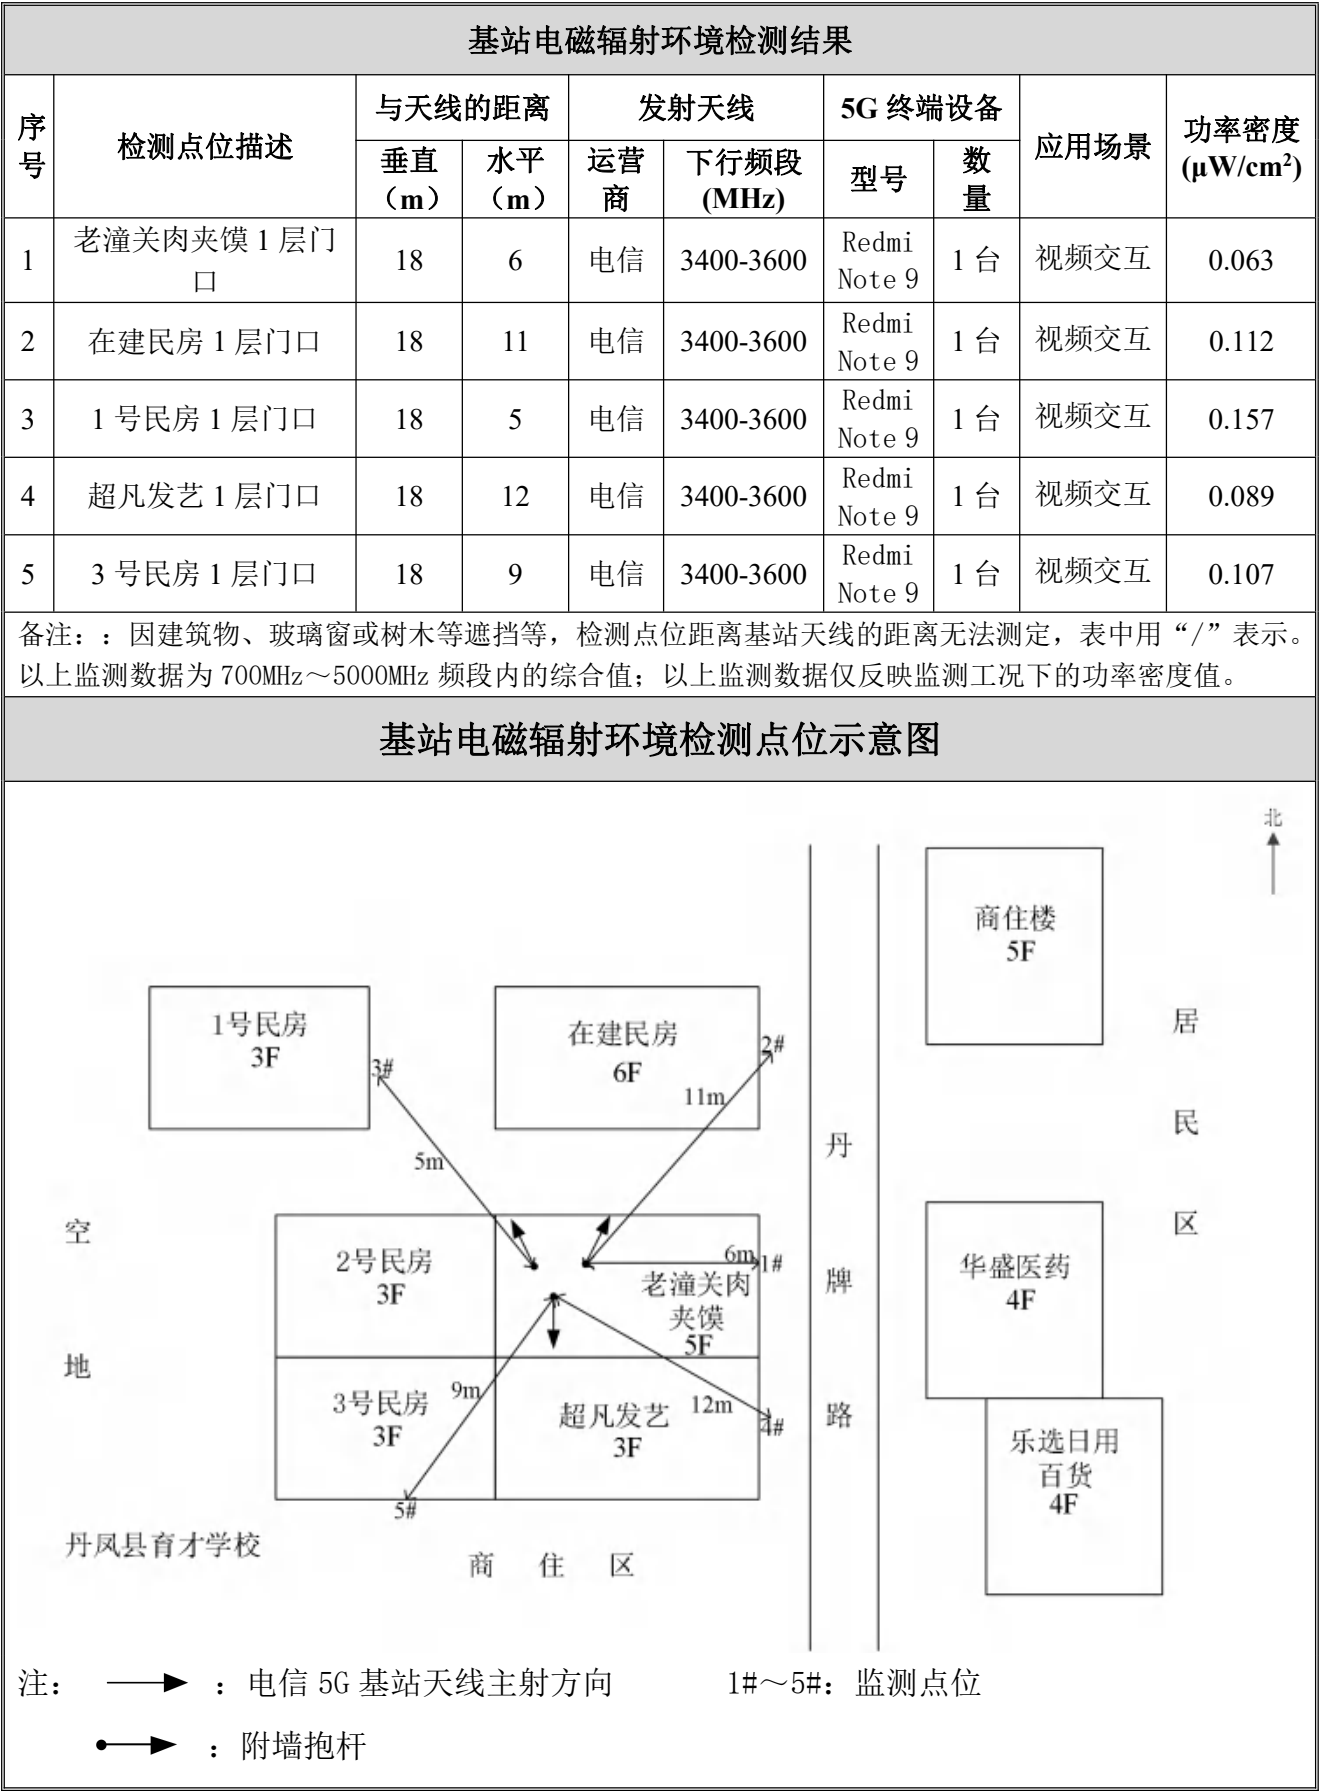 基站电磁辐射环境检测结果
序号 检测点位描述 与天线的距离 发射天线 5G 终端设备 应用场景 功率密度(μW/cm²)
垂直（m） 水平（m） 运营商 下行频段(MHz) 型号 数量
1 老潼关肉夹馍 1 层门口 18 6 电信 3400-3600 Redmi Note 9 1 台 视频交互 0.063
2 在建民房 1 层门口 18 11 电信 3400-3600 Redmi Note 9 1 台 视频交互 0.112
3 1 号民房 1 层门口 18 5 电信 3400-3600 Redmi Note 9 1 台 视频交互 0.157
4 超凡发艺 1 层门口 18 12 电信 3400-3600 Redmi Note 9 1 台 视频交互 0.089
5 3 号民房 1 层门口 18 9 电信 3400-3600 Redmi Note 9 1 台 视频交互 0.107
备注：：因建筑物、玻璃窗或树木等遮挡等，检测点位距离基站天线的距离无法测定，表中用“/”表示。
以上监测数据为 700MHz～5000MHz 频段内的综合值；以上监测数据仅反映监测工况下的功率密度值。
基站电磁辐射环境检测点位示意图
北
商住楼
5F
1号民房
3F
3#
在建民房
6F
2#
11m
5m
居民区
丹牌路
空地
2号民房
3F
6m
1#
老潼关肉
夹馍
5F
华盛医药
4F
3号民房
3F
9m
超凡发艺
3F
12m
4#
5#
乐选日用
百货
4F
丹凤县育才学校
商住区
注： ：电信 5G 基站天线主射方向 1#～5#：监测点位
：附墙抱杆